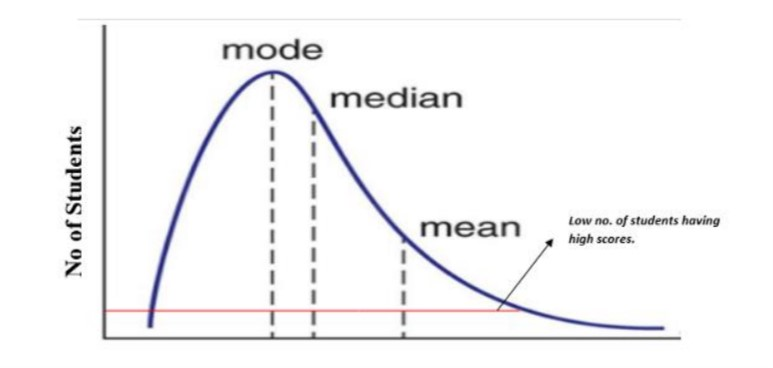 mode
median
No of Students
mean
Low no. of students having
high scores.